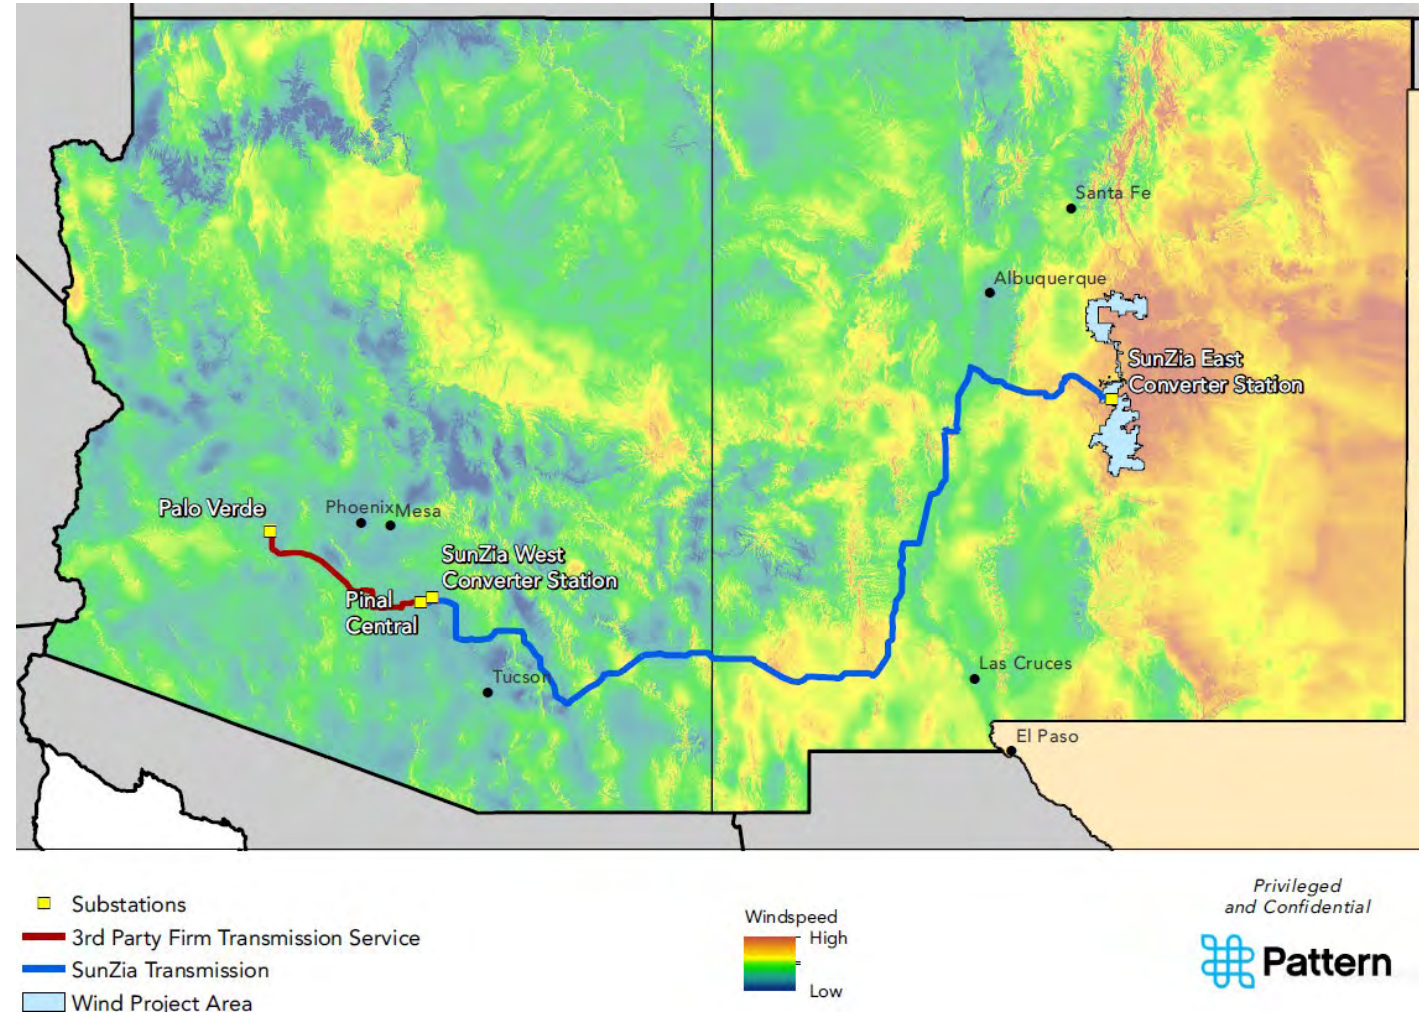 Santa Fe
Albuquerque
SunZia East
Converter Station
Palo Verde
Phoenix
Mesa
SunZia West
Converter Station
Pinal
Central
Tucson
Las Cruces
El Paso
Substations
3rd Party Firm Transmission Service
SunZia Transmission
Wind Project Area
Windspeed
High
Low
Privileged
and Confidential
Pattern